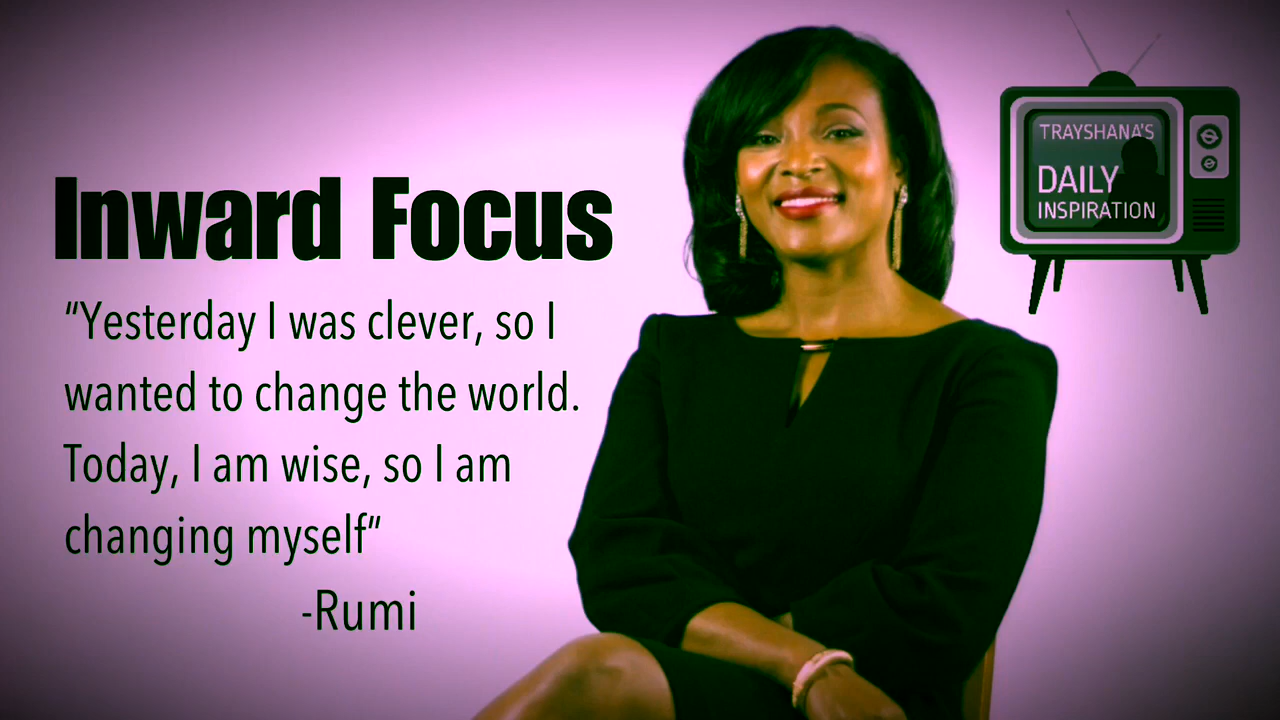 Inward Focus
“Yesterday I was clever, so I
wanted to change the world.
Today, I am wise, so I am
changing myself”
-Rumi
TRAYSHANA'S
DAILY
INSPIRATION